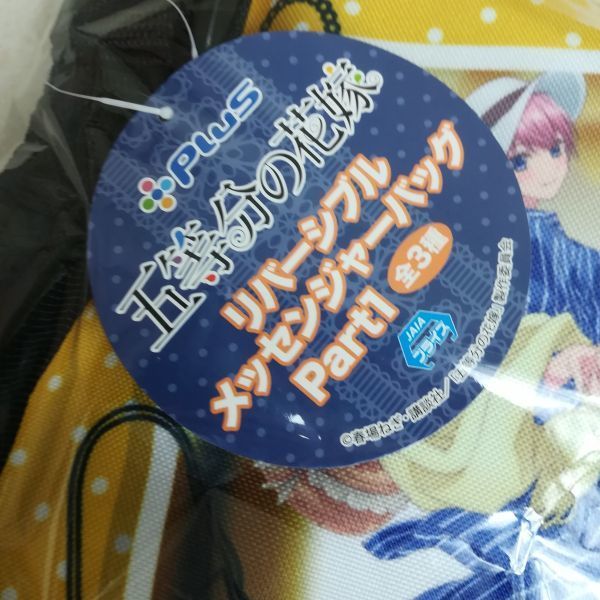 PLUS
五等分の花嫁
リバーシブル
メッセンジャーバッグ
Part1
全3種
JAIA
プライズ
©春場ねぎ・講談社/「五等分の花嫁」製作委員会